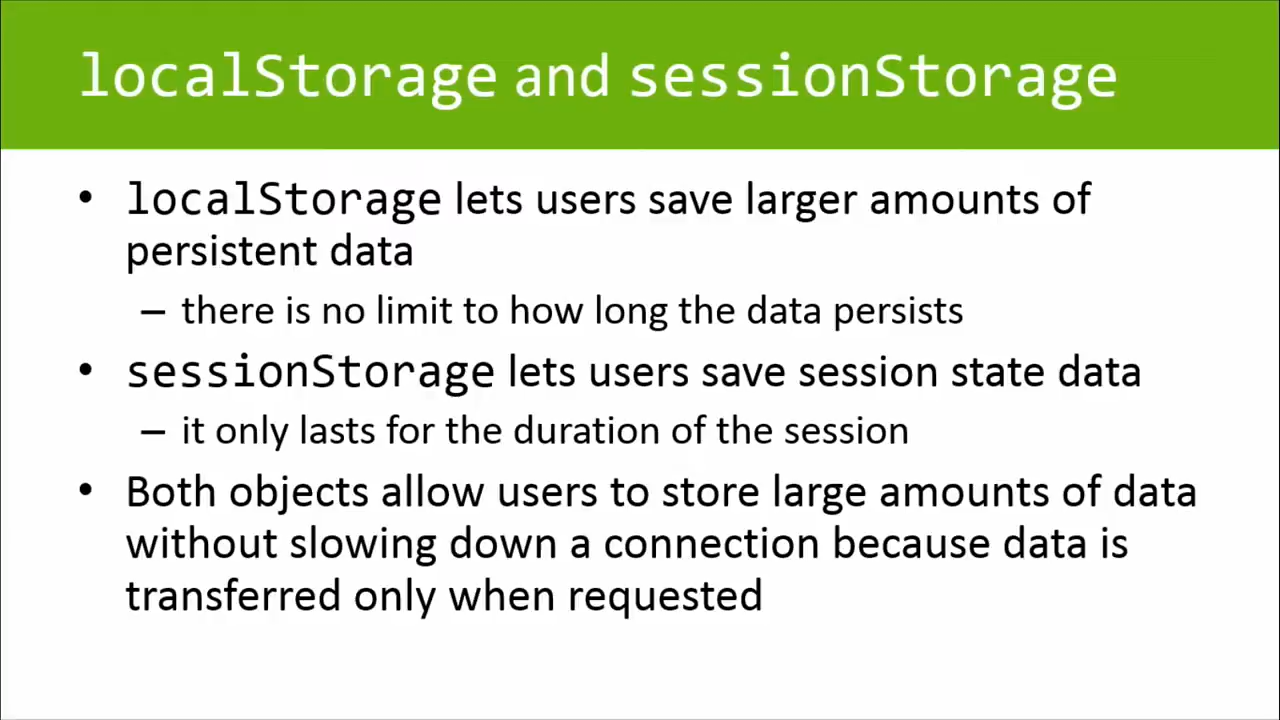 localStorage and sessionStorage
• localStorage lets users save larger amounts of
persistent data
– there is no limit to how long the data persists
• sessionStorage lets users save session state data
– it only lasts for the duration of the session
• Both objects allow users to store large amounts of data
without slowing down a connection because data is
transferred only when requested